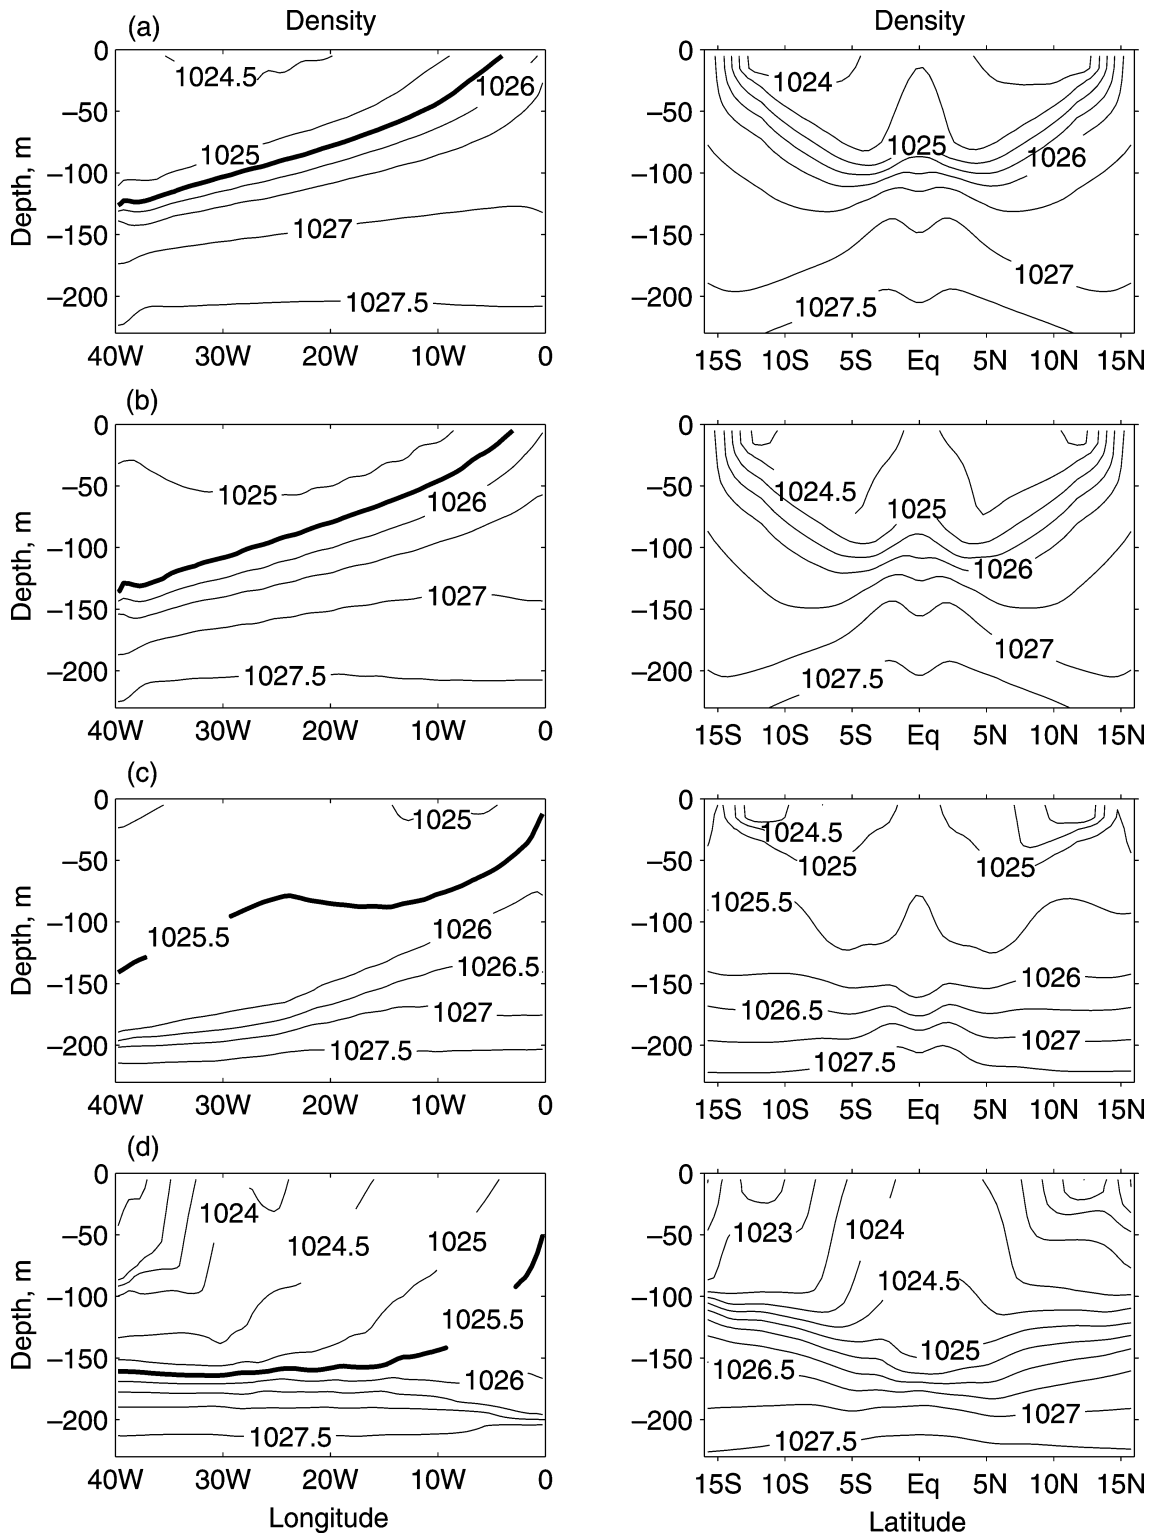 (a) Density Density
0 0
1024.5 1026 1024
−50 −50
1025 1025 1026
−100 −100
Depth, m
−150 1027 −150
1027
−200 1027.5 −200 1027.5
40W 30W 20W 10W 0 15S 10S 5S Eq 5N 10N 15N
(b)
0 0
−50 1025 1026 −50 1024.5 1025
−100 −100
Depth, m
1026
−150 1027 −150
1027
−200 1027.5 −200 1027.5
40W 30W 20W 10W 0 15S 10S 5S Eq 5N 10N 15N
(c)
0 0
1025 1024.5
−50 −50 1025 1025
−100 1025.5 1026 −100 1025.5
Depth, m
−150 1026.5 −150 1026
1027 1026.5
−200 1027.5 −200 1027.5 1027
40W 30W 20W 10W 0 15S 10S 5S Eq 5N 10N 15N
(d)
0 0
1024
−50 1024.5 1025 −50 1023 1024
−100 1025.5 −100 1024.5
Depth, m
−150 1026 −150 1026.5 1025
−200 1027.5 −200 1027.5 1027
40W 30W 20W 10W 0 15S 10S 5S Eq 5N 10N 15N
Longitude Latitude